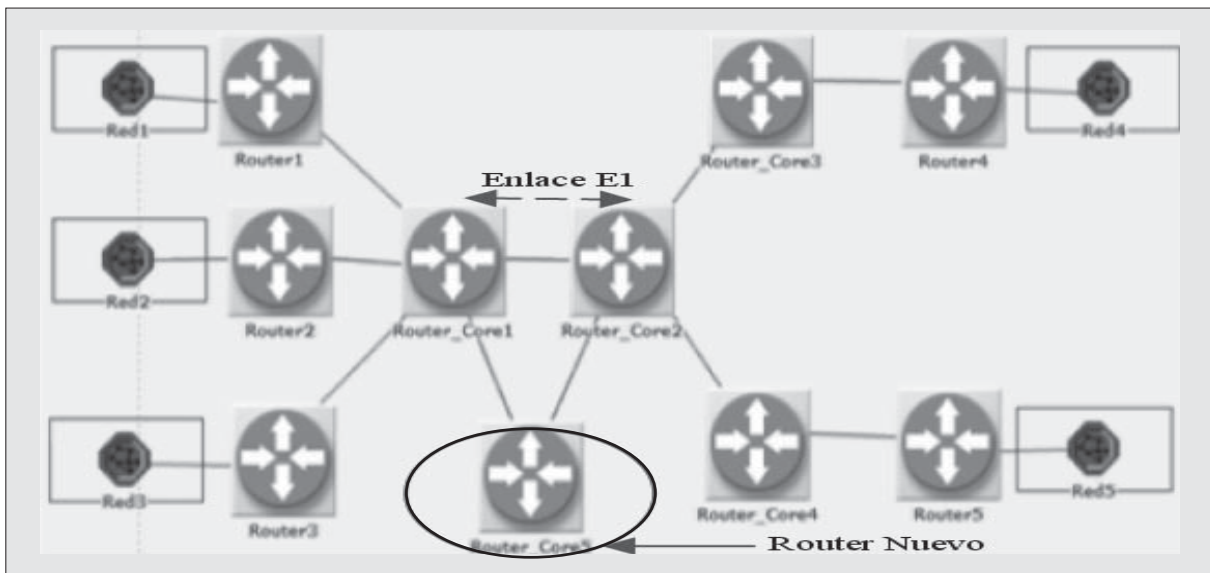 Red1
Router1
Router_Core3
Router4
Red4
Enlace E1
Red2
Router2
Router_Core1
Router_Core2
Red3
Router3
Router_Core5
Router_Core4
Router5
Red5
Router Nuevo